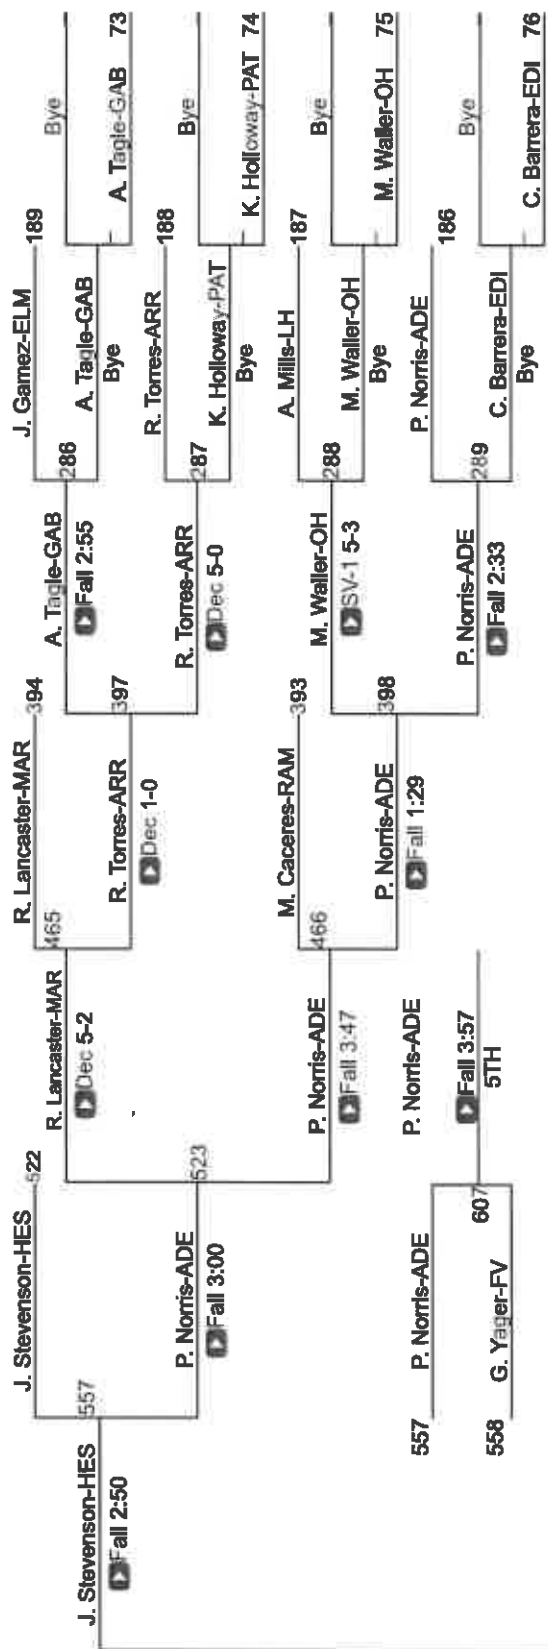 Bye
A. Tagle-GAB 73
Bye
K. Holloway-PAT 74
Bye
M. Waller-OH 75
Bye
C. Barrera-EDI 76
J. Gamez-ELM 189
286
A. Tagle-GAB
Bye
R. Torres-ARR 188
287
K. Holloway-PAT
Bye
A. Mills-LH 187
288
M. Waller-OH
Bye
P. Norris-ADE 186
289
C. Barrera-EDI
Bye
A. Tagle-GAB
Fall 2:55
R. Torres-ARR
Dec 5-0
M. Waller-OH
SV-1 5-3
P. Norris-ADE
Fall 2:33
R. Lancaster-MAR 394
465
397
R. Torres-ARR
Dec 1-0
M. Caceres-RAM 393
466
398
P. Norris-ADE
Fall 1:29
R. Lancaster-MAR
Dec 5-2
P. Norris-ADE
Fall 3:47
J. Stevenson-HES 522
557
523
P. Norris-ADE
Fall 3:00
J. Stevenson-HES
Fall 2:50
557 P. Norris-ADE
607
558 G. Yager-FV
P. Norris-ADE
Fall 3:57
5TH